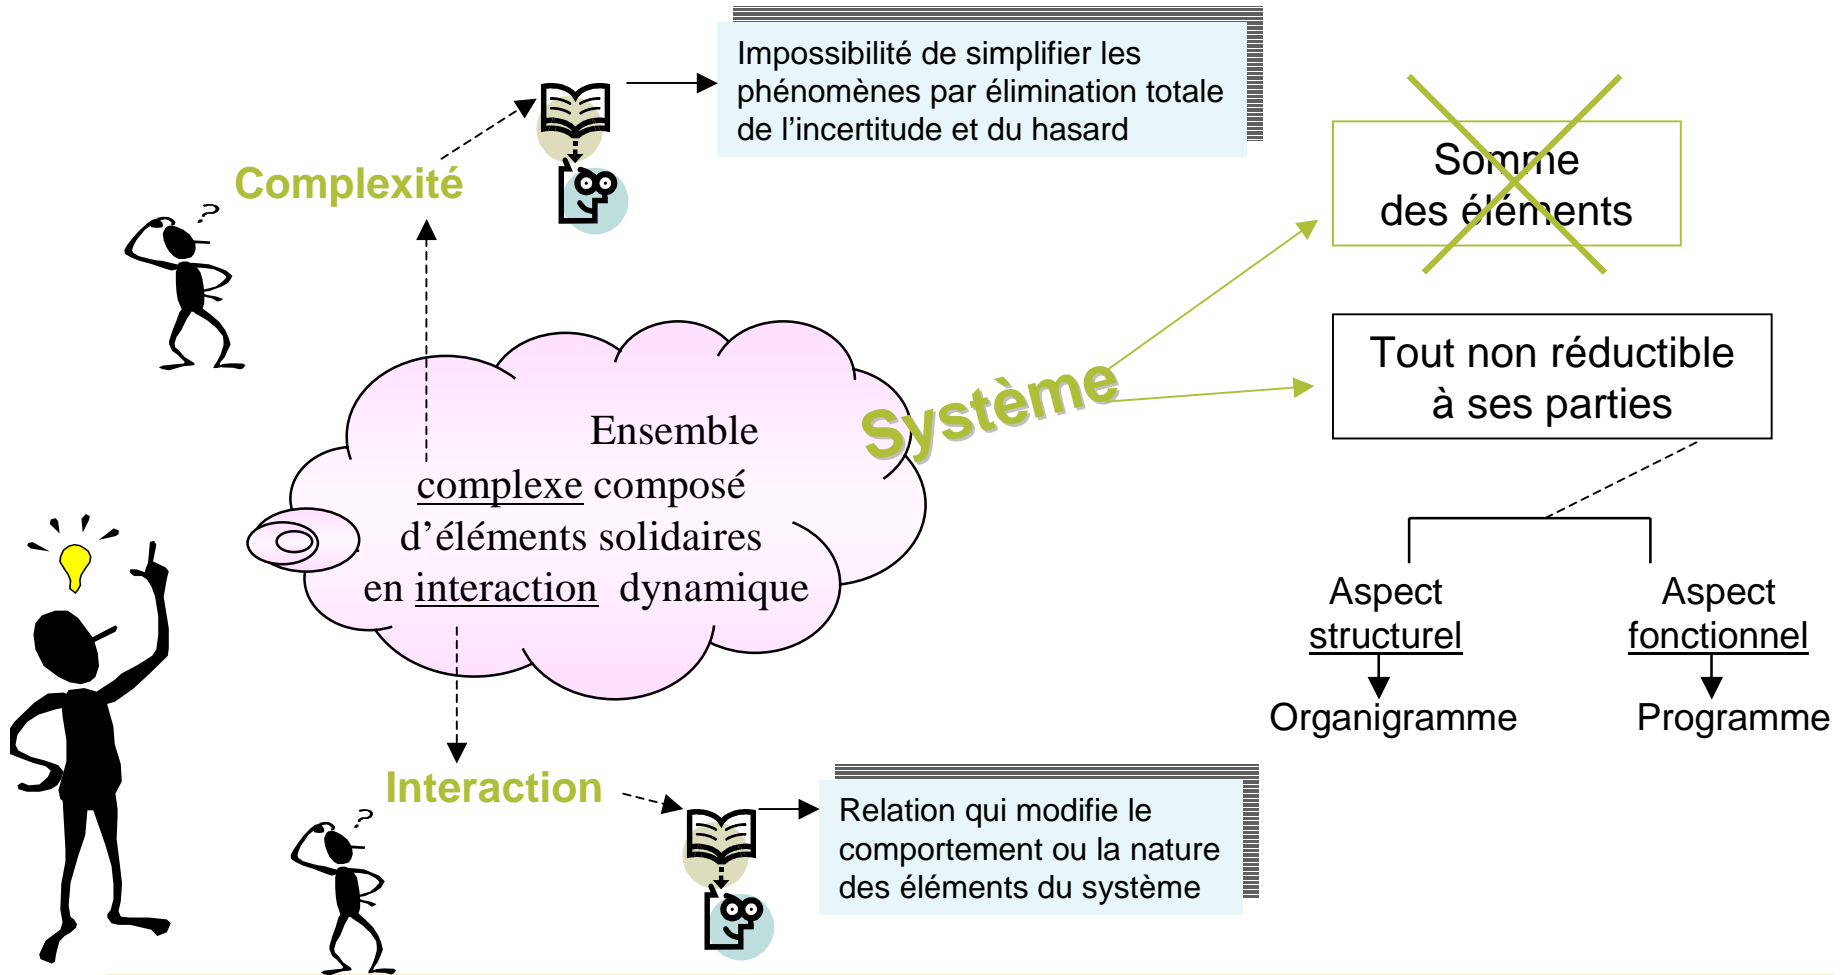 Impossibilité de simplifier les
phénomènes par élimination totale
de l’incertitude et du hasard
Complexité
?
Somme
des éléments
Système
Tout non réductible
à ses parties
Ensemble
complexe composé
d’éléments solidaires
en interaction dynamique
Aspect
structurel
Organigramme
Aspect
fonctionnel
Programme
Interaction
?
Relation qui modifie le
comportement ou la nature
des éléments du système